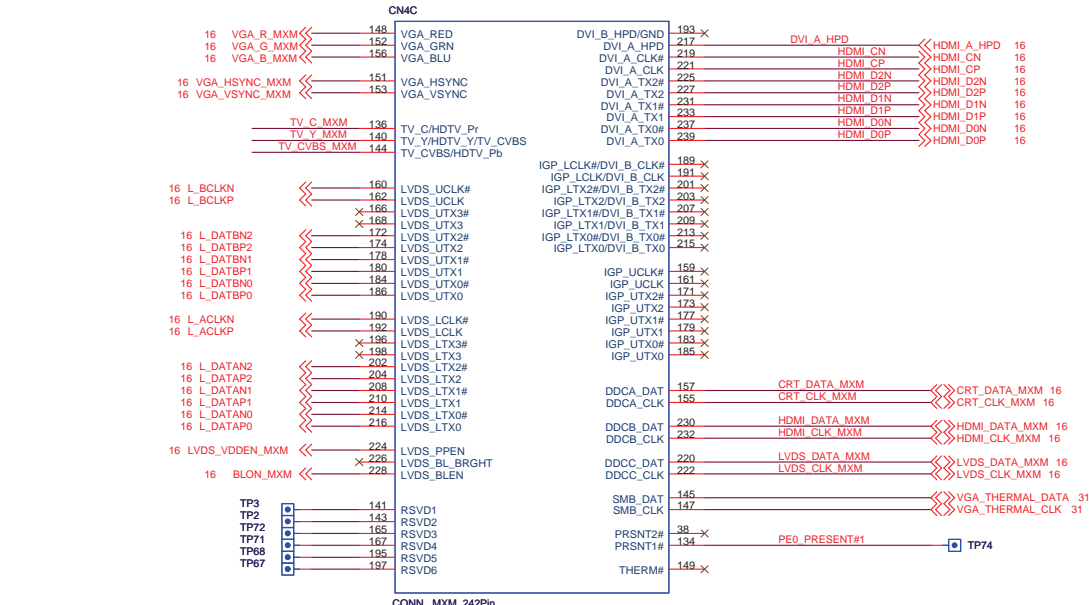 CN4C
16 VGA_R_MXM 148 VGA_RED
16 VGA_G_MXM 152 VGA_GRN
16 VGA_B_MXM 156 VGA_BLU
16 VGA_HSYNC_MXM 151 VGA_HSYNC
16 VGA_VSYNC_MXM 153 VGA_VSYNC
TV_C_MXM 136 TV_C/HDTV_Pr
TV_Y_MXM 140 TV_Y/HDTV_Y/TV_CVBS
TV_CVBS_MXM 144 TV_CVBS/HDTV_Pb
16 L_BCLKN 160 LVDS_UCLK#
16 L_BCLKP 162 LVDS_UCLK
166 LVDS_UTX3#
168 LVDS_UTX3
16 L_DATBN2 172 LVDS_UTX2#
16 L_DATBP2 174 LVDS_UTX2
16 L_DATBN1 178 LVDS_UTX1#
16 L_DATBP1 180 LVDS_UTX1
16 L_DATBN0 184 LVDS_UTX0#
16 L_DATBP0 186 LVDS_UTX0
16 L_ACLKN 190 LVDS_LCLK#
16 L_ACLKP 192 LVDS_LCLK
196 LVDS_LTX3#
198 LVDS_LTX3
16 L_DATAN2 202 LVDS_LTX2#
16 L_DATAP2 204 LVDS_LTX2
16 L_DATAN1 208 LVDS_LTX1#
16 L_DATAP1 210 LVDS_LTX1
16 L_DATAN0 214 LVDS_LTX0#
16 L_DATAP0 216 LVDS_LTX0
16 LVDS_VDDEN_MXM 224 LVDS_PPEN
226 LVDS_BL_BRGHT
16 BLON_MXM 228 LVDS_BLEN
TP3 141 RSVD1
TP2 143 RSVD2
TP72 165 RSVD3
TP71 167 RSVD4
TP68 195 RSVD5
TP67 197 RSVD6
DVI_B_HPD/GND 193
DVI_A_HPD 217 DVI_A_HPD HDMI_A_HPD 16
DVI_A_CLK# 219 HDMI_CN HDMI_CN 16
DVI_A_CLK 221 HDMI_CP HDMI_CP 16
DVI_A_TX2# 225 HDMI_D2N HDMI_D2N 16
DVI_A_TX2 227 HDMI_D2P HDMI_D2P 16
DVI_A_TX1# 231 HDMI_D1N HDMI_D1N 16
DVI_A_TX1 233 HDMI_D1P HDMI_D1P 16
DVI_A_TX0# 237 HDMI_D0N HDMI_D0N 16
DVI_A_TX0 239 HDMI_D0P HDMI_D0P 16
IGP_LCLK#/DVI_B_CLK# 189
IGP_LCLK/DVI_B_CLK 191
IGP_LTX2#/DVI_B_TX2# 201
IGP_LTX2/DVI_B_TX2 203
IGP_LTX1#/DVI_B_TX1# 207
IGP_LTX1/DVI_B_TX1 209
IGP_LTX0#/DVI_B_TX0# 213
IGP_LTX0/DVI_B_TX0 215
IGP_UCLK# 159
IGP_UCLK 161
IGP_UTX2# 171
IGP_UTX2 173
IGP_UTX1# 177
IGP_UTX1 179
IGP_UTX0# 183
IGP_UTX0 185
DDCA_DAT 157 CRT_DATA_MXM CRT_DATA_MXM 16
DDCA_CLK 155 CRT_CLK_MXM CRT_CLK_MXM 16
DDCB_DAT 230 HDMI_DATA_MXM HDMI_DATA_MXM 16
DDCB_CLK 232 HDMI_CLK_MXM HDMI_CLK_MXM 16
DDCC_DAT 220 LVDS_DATA_MXM LVDS_DATA_MXM 16
DDCC_CLK 222 LVDS_CLK_MXM LVDS_CLK_MXM 16
SMB_DAT 145 VGA_THERMAL_DATA 31
SMB_CLK 147 VGA_THERMAL_CLK 31
PRSNT2# 38
PRSNT1# 134 PE0_PRESENT#1 TP74
THERM# 149
CONN_MXM_242Pin